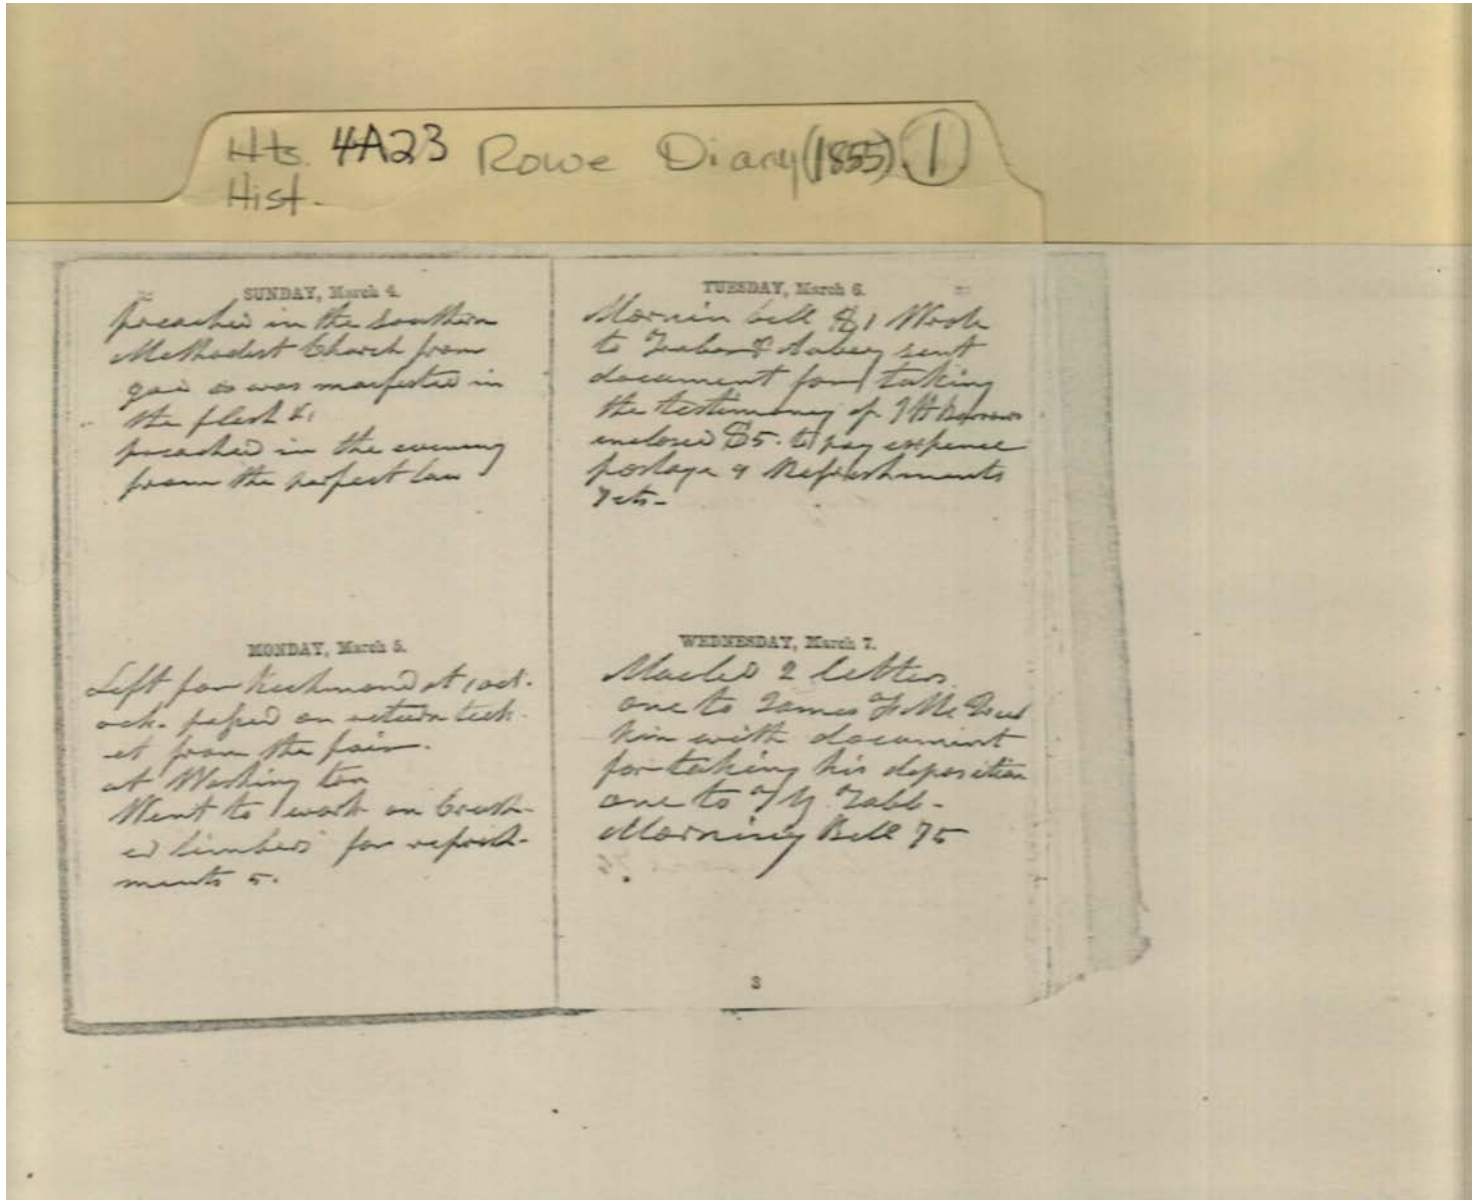 Hts. 4A23 Rowe Diary (1855) 1
Hist.
SUNDAY, March 4.
preached in the Southern
Methodist Church from
was manifested in
the flesh &c
preached in the evening
from the perfect law
MONDAY, March 5.
Left for Richmond at 1 ocl-
ock. passed on return tick-
et from the fair.
at Washington
Went to work on
for refresh-
ments 5.
TUESDAY, March 6.
Mornin bell $1 Wrote
to sent
document for taking
the testimony of
enclosed $5. to pay expence
postage & Refreshments
7cts-
WEDNESDAY, March 7.
Mailed 2 letters
one to James
kin with document
for taking his deposition
one to
Morning Bell 75
3